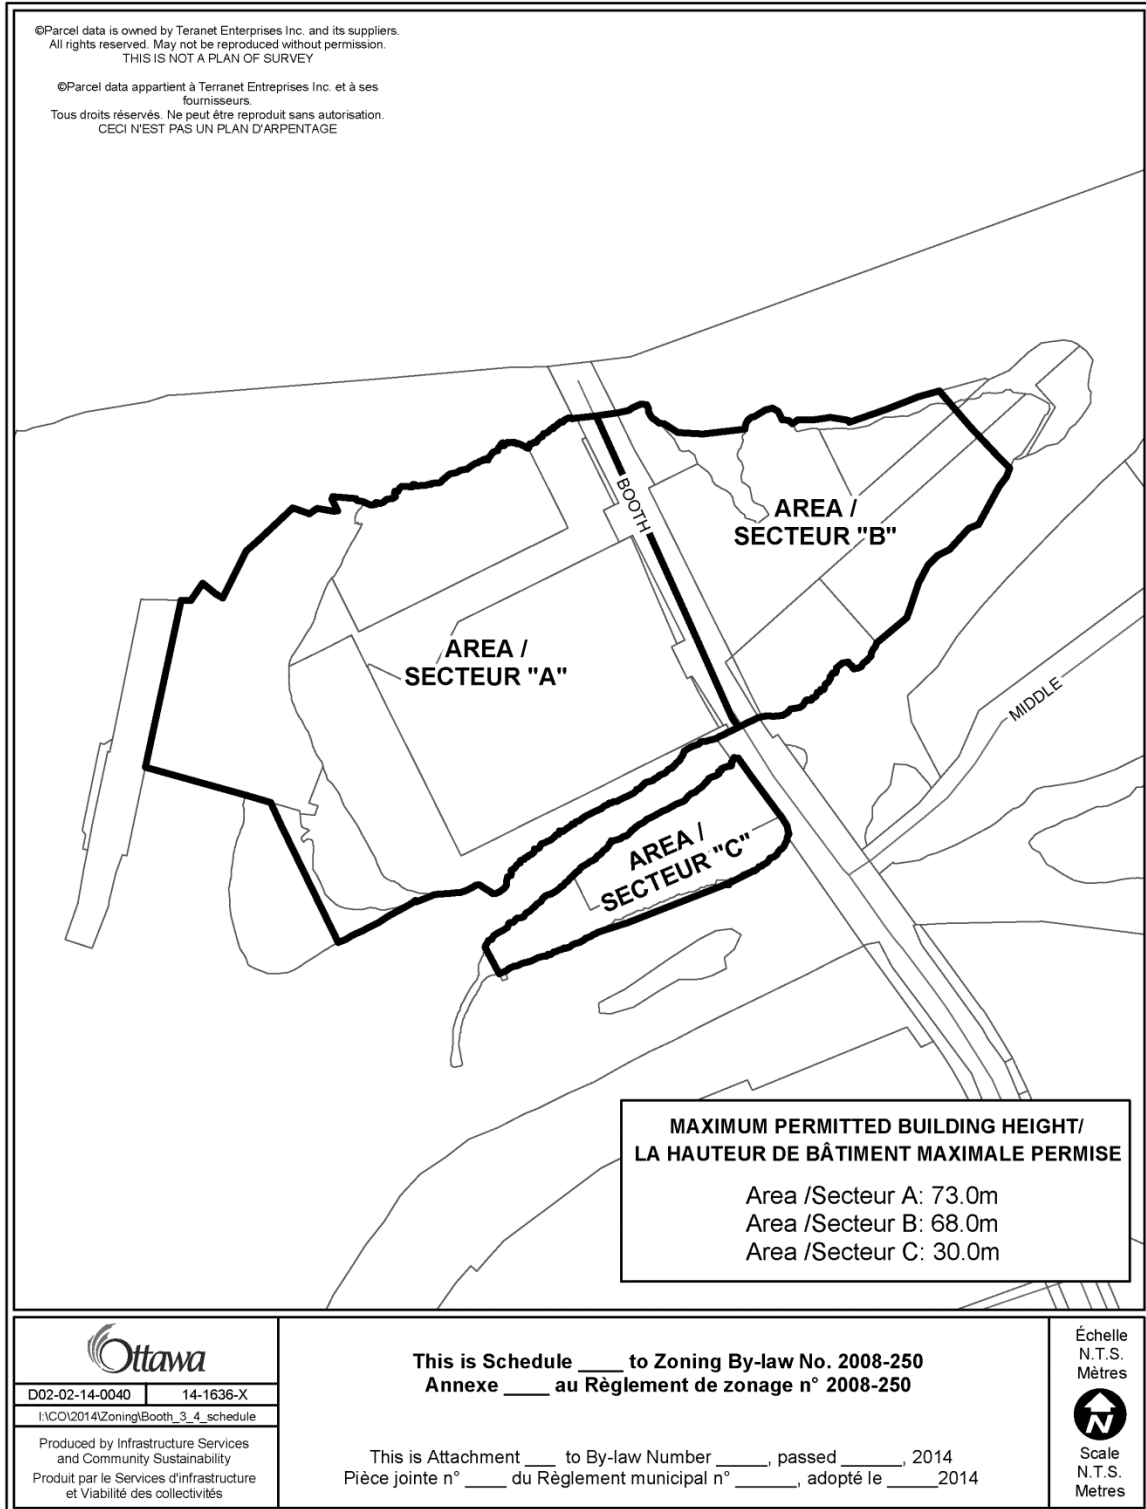 ©Parcel data is owned by Teranet Enterprises Inc. and its suppliers.
All rights reserved. May not be reproduced without permission.
THIS IS NOT A PLAN OF SURVEY
©Parcel data appartient à Terranet Entreprises Inc. et à ses
fournisseurs.
Tous droits réservés. Ne peut être reproduit sans autorisation.
CECI N'EST PAS UN PLAN D'ARPENTAGE
BOOTH
AREA /
SECTEUR "B"
AREA /
SECTEUR "A"
MIDDLE
AREA /
SECTEUR "C"
MAXIMUM PERMITTED BUILDING HEIGHT/
LA HAUTEUR DE BÂTIMENT MAXIMALE PERMISE
Area /Secteur A: 73.0m
Area /Secteur B: 68.0m
Area /Secteur C: 30.0m
Ottawa
D02-02-14-0040 14-1636-X
I:\CO\2014\Zoning\Booth_3_4_schedule
Produced by Infrastructure Services
and Community Sustainability
Produit par le Services d'infrastructure
et Viabilité des collectivités
This is Schedule ____ to Zoning By-law No. 2008-250
Annexe ____ au Règlement de zonage n° 2008-250
This is Attachment ___ to By-law Number _____, passed ______, 2014
Pièce jointe n° ____ du Règlement municipal n° ______, adopté le _____2014
Échelle
N.T.S.
Mètres
N
Scale
N.T.S.
Metres